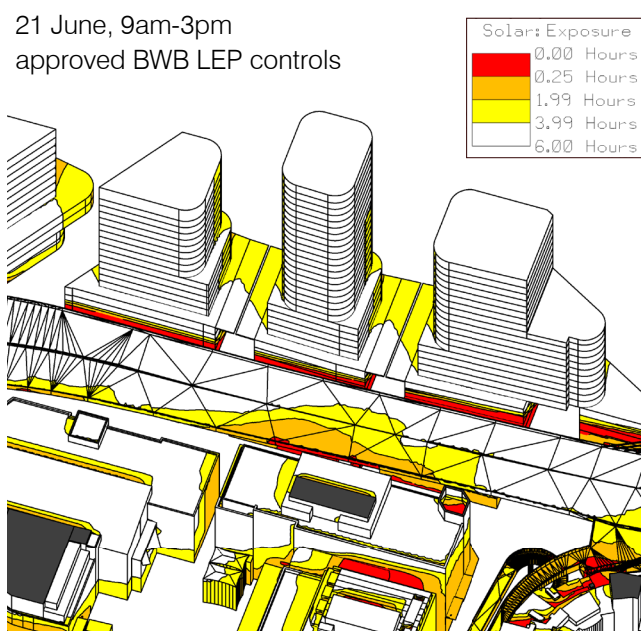 21 June, 9am-3pm
approved BWB LEP controls
Solar: Exposure
0.00 Hours
0.25 Hours
1.99 Hours
3.99 Hours
6.00 Hours